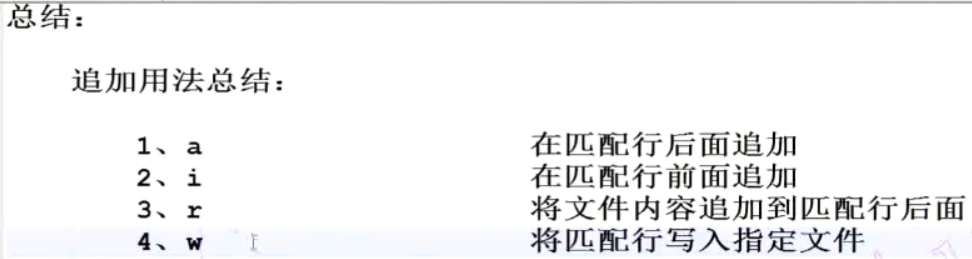 总结：
追加用法总结：
1、a 在匹配行后面追加
2、i 在匹配行前面追加
3、r 将文件内容追加到匹配行后面
4、w 将匹配行写入指定文件